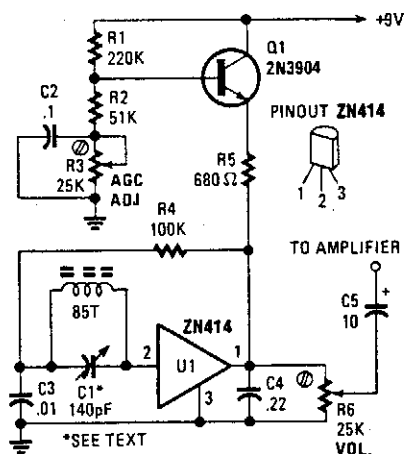 +9V
R1
220K
Q1
2N3904
C2
.1
R2
51K
PINOUT ZN414
1
2
3
R3
25K
AGC
ADJ
R5
680Ω
R4
100K
TO AMPLIFIER
85T
ZN414
C5
10
+
2
U1
1
3
C3
.01
C1*
140pF
C4
.22
R6
25K
VOL.
*SEE TEXT